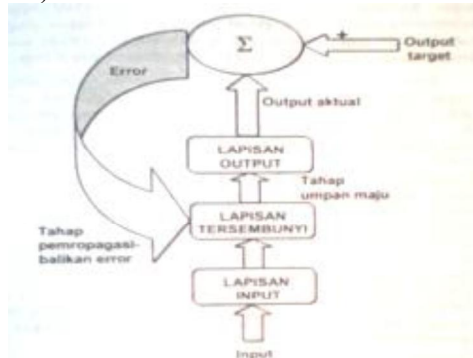 Σ
+
Output
target
Error
Output aktual
LAPISAN
OUTPUT
Tahap
umpan maju
LAPISAN
TERSEMBUNYI
Tahap
pemropagasi-
balikan error
LAPISAN
INPUT
Input